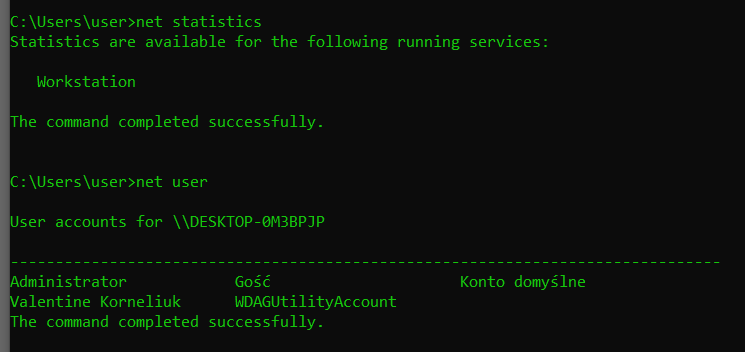 C:\Users\user>net statistics
Statistics are available for the following running services:
Workstation
The command completed successfully.
C:\Users\user>net user
User accounts for \\DESKTOP-0M3BPJP
-------------------------------------------------------------------------------
Administrator Gość Konto domyślne
Valentine Korneliuk WDAGUtilityAccount
The command completed successfully.